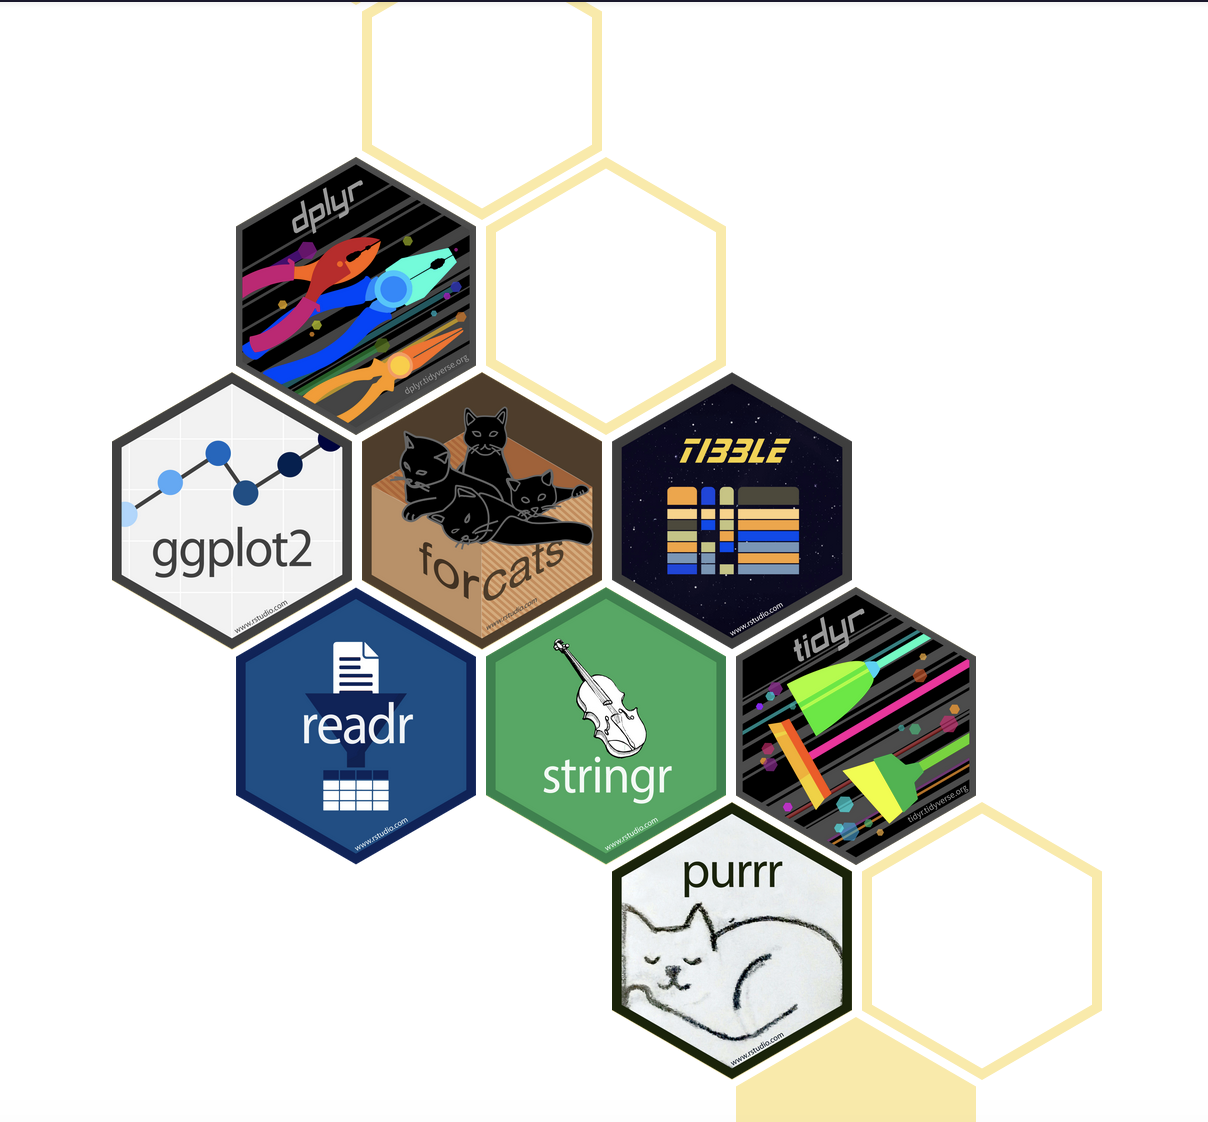 dplyr
dplyr.tidyverse.org
ggplot2
www.rstudio.com
forcats
www.rstudio.com
TIBBLE
www.rstudio.com
readr
www.rstudio.com
stringr
www.rstudio.com
tidyr
tidyr.tidyverse.org
purrr
www.rstudio.com